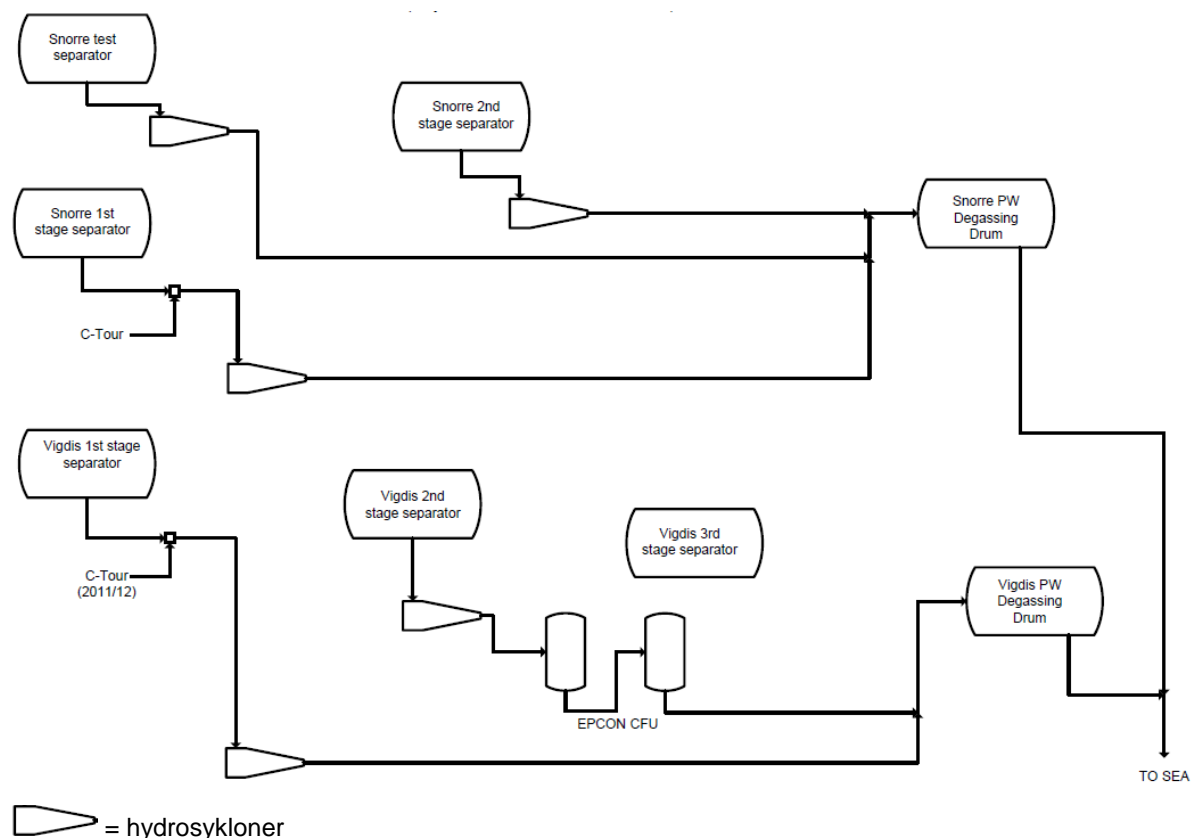 Snorre test
separator
Snorre 2nd
stage separator
Snorre 1st
stage separator
Snorre PW
Degassing
Drum
C-Tour
Vigdis 1st stage
separator
Vigdis 2nd
stage separator
Vigdis 3rd
stage separator
C-Tour
(2011/12)
Vigdis PW
Degassing
Drum
EPCON CFU
TO SEA
= hydrosykloner